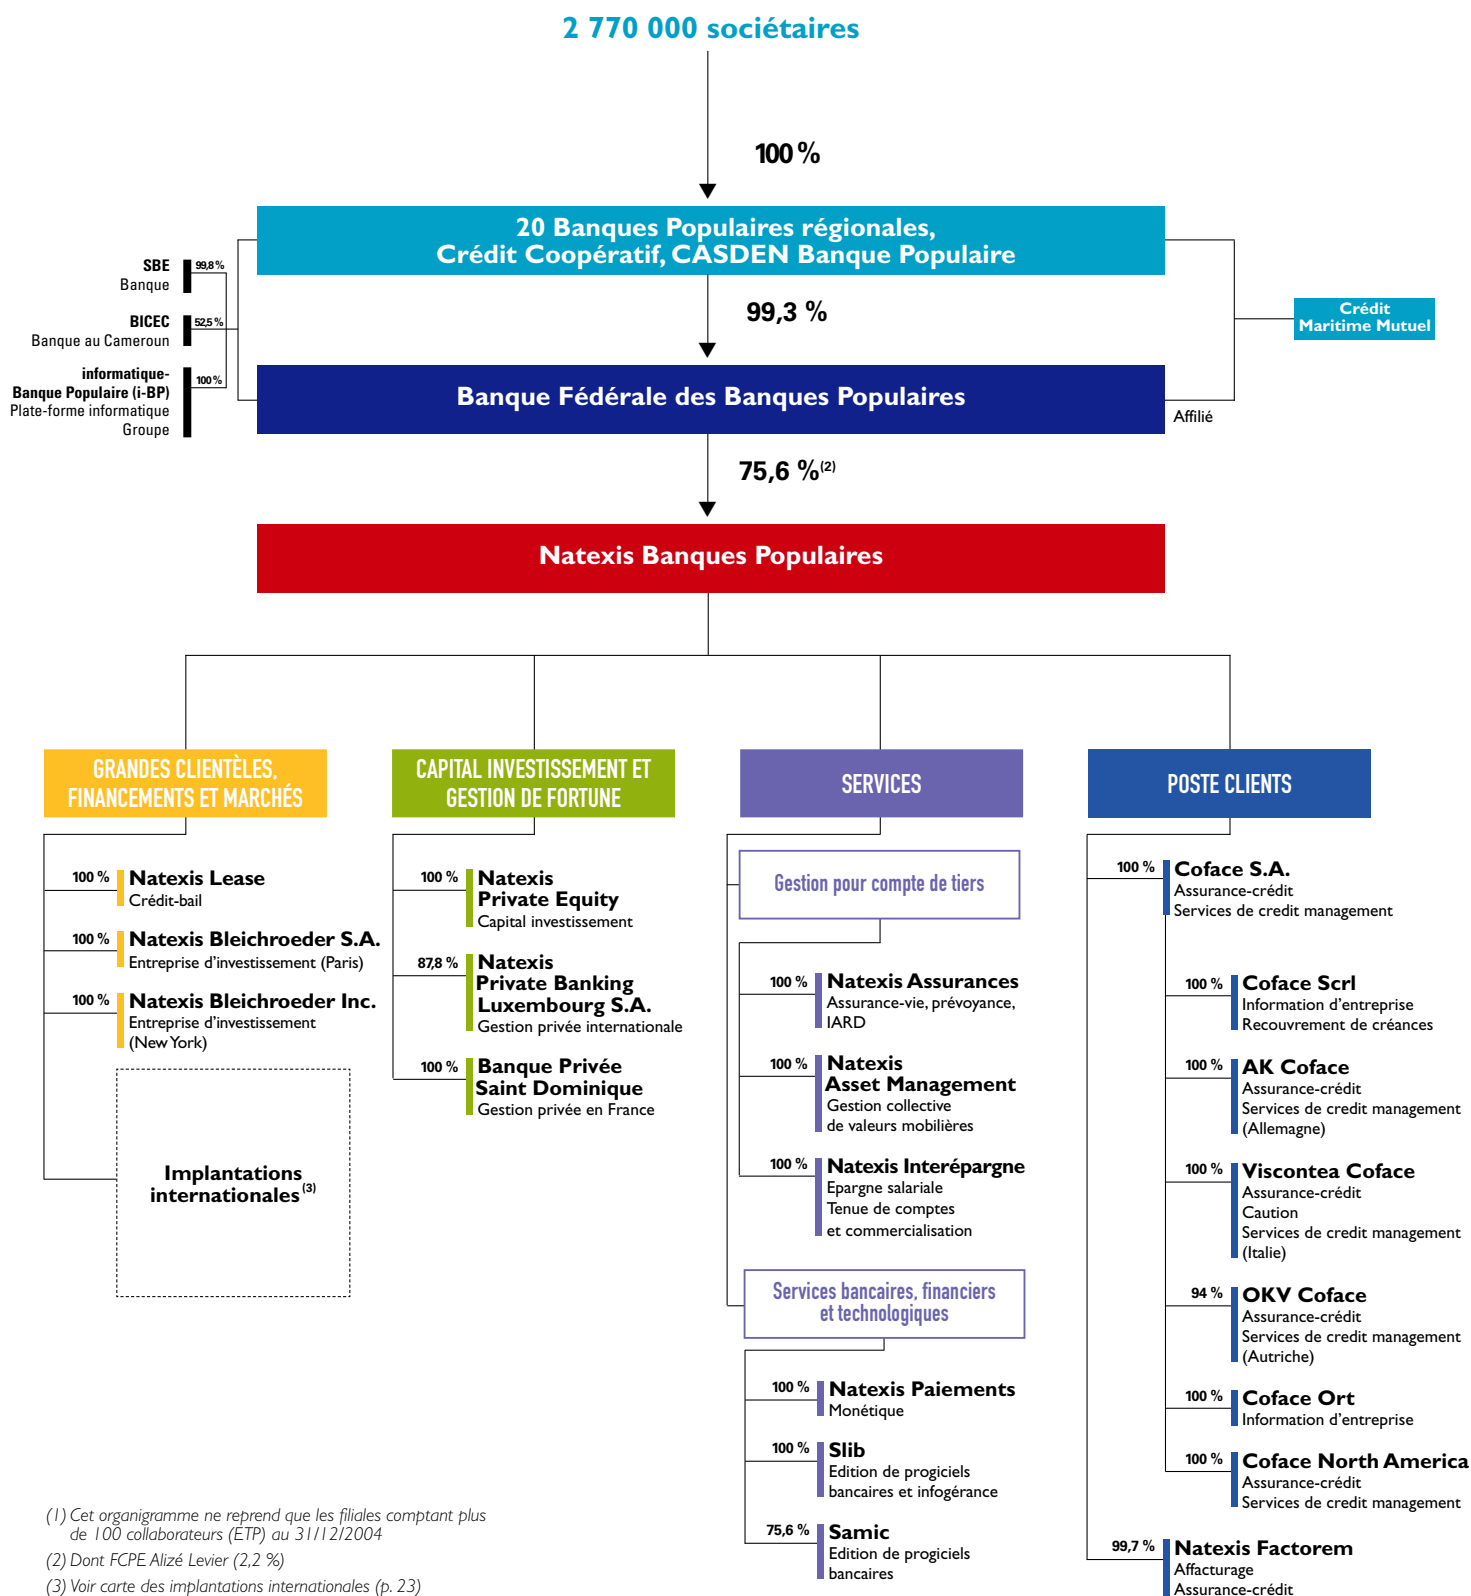 2 770 000 sociétaires
100 %
20 Banques Populaires régionales,
Crédit Coopératif, CASDEN Banque Populaire
SBE
Banque
99,8 %
BICEC
Banque au Cameroun
52,5 %
informatique-
Banque Populaire (i-BP)
Plate-forme informatique
Groupe
100 %
99,3 %
Crédit
Maritime Mutuel
Banque Fédérale des Banques Populaires
Affilié
75,6 %(2)
Natexis Banques Populaires
GRANDES CLIENTÈLES,
FINANCEMENTS ET MARCHÉS
100 %
Natexis Lease
Crédit-bail
100 %
Natexis Bleichroeder S.A.
Entreprise d'investissement (Paris)
100 %
Natexis Bleichroeder Inc.
Entreprise d'investissement
(New York)
Implantations
internationales (3)
CAPITAL INVESTISSEMENT ET
GESTION DE FORTUNE
100 %
Natexis
Private Equity
Capital investissement
87,8 %
Natexis
Private Banking
Luxembourg S.A.
Gestion privée internationale
100 %
Banque Privée
Saint Dominique
Gestion privée en France
SERVICES
Gestion pour compte de tiers
100 %
Natexis Assurances
Assurance-vie, prévoyance,
IARD
100 %
Natexis
Asset Management
Gestion collective
de valeurs mobilières
100 %
Natexis Interépargne
Epargne salariale
Tenue de comptes
et commercialisation
Services bancaires, financiers
et technologiques
100 %
Natexis Paiements
Monétique
100 %
Slib
Edition de progiciels
bancaires et infogérance
75,6 %
Samic
Edition de progiciels
bancaires
POSTE CLIENTS
100 %
Coface S.A.
Assurance-crédit
Services de credit management
100 %
Coface Scrl
Information d'entreprise
Recouvrement de créances
100 %
AK Coface
Assurance-crédit
Services de credit management
(Allemagne)
100 %
Viscontea Coface
Assurance-crédit
Caution
Services de credit management
(Italie)
94 %
OKV Coface
Assurance-crédit
Services de credit management
(Autriche)
100 %
Coface Ort
Information d'entreprise
100 %
Coface North America
Assurance-crédit
Services de credit management
99,7 %
Natexis Factorem
Affacturage
Assurance-crédit
(1) Cet organigramme ne reprend que les filiales comptant plus
de 100 collaborateurs (ETP) au 31/12/2004
(2) Dont FCPE Alizé Levier (2,2 %)
(3) Voir carte des implantations internationales (p. 23)